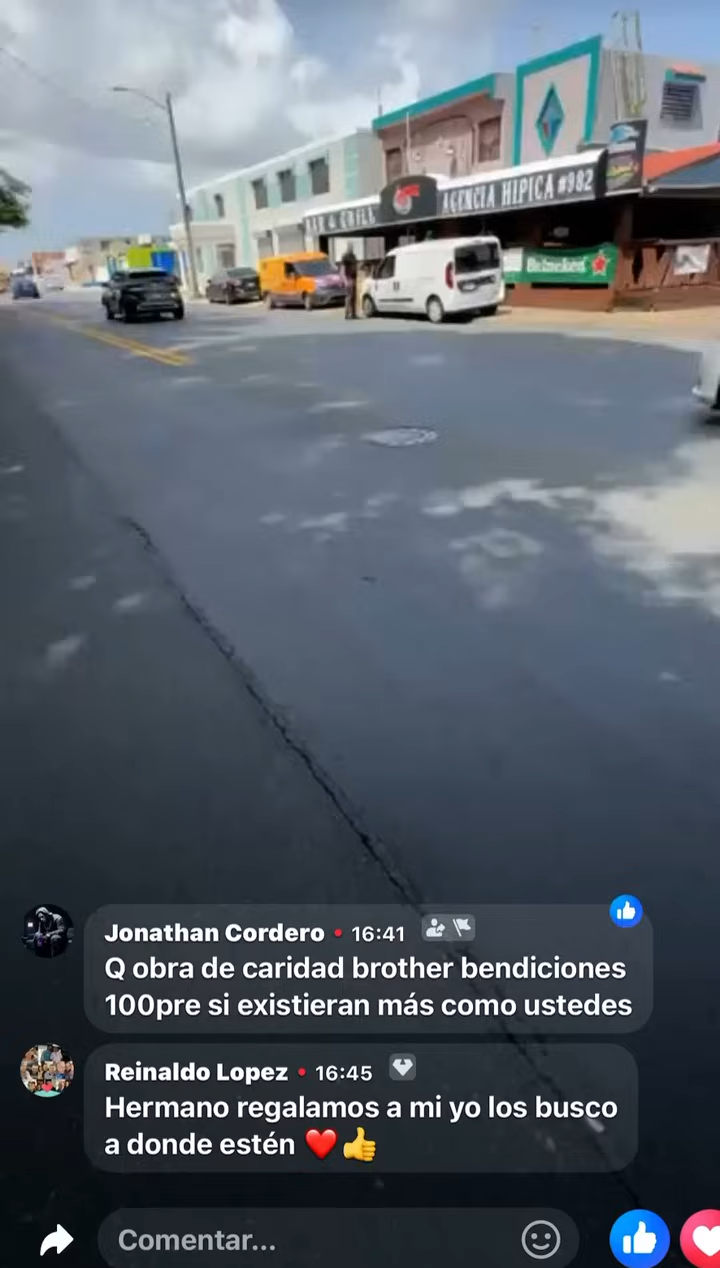 BAR & GRILL
AGENCIA HIPICA #982
Heineken
Jonathan Cordero • 16:41
Q obra de caridad brother bendiciones
100pre si existieran más como ustedes
Reinaldo Lopez • 16:45
Hermano regalamos a mi yo los busco
a donde estén ❤️👍
Comentar...